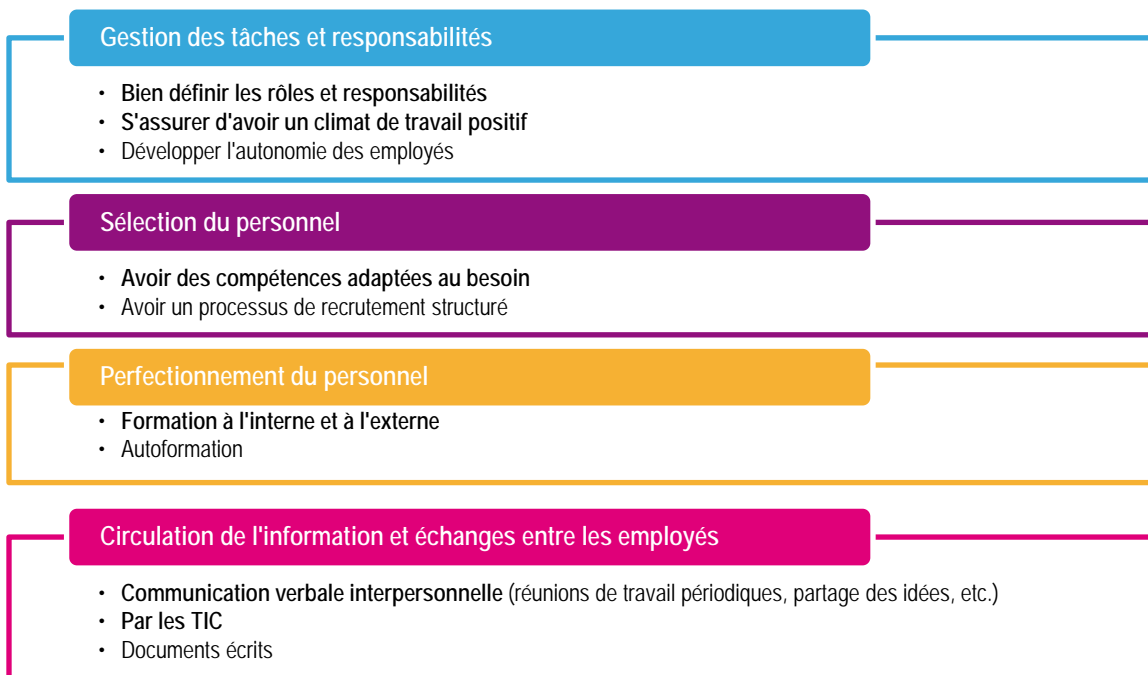 Gestion des tâches et responsabilités
• Bien définir les rôles et responsabilités
• S'assurer d'avoir un climat de travail positif
• Développer l'autonomie des employés
Sélection du personnel
• Avoir des compétences adaptées au besoin
• Avoir un processus de recrutement structuré
Perfectionnement du personnel
• Formation à l'interne et à l'externe
• Autoformation
Circulation de l'information et échanges entre les employés
• Communication verbale interpersonnelle (réunions de travail périodiques, partage des idées, etc.)
• Par les TIC
• Documents écrits